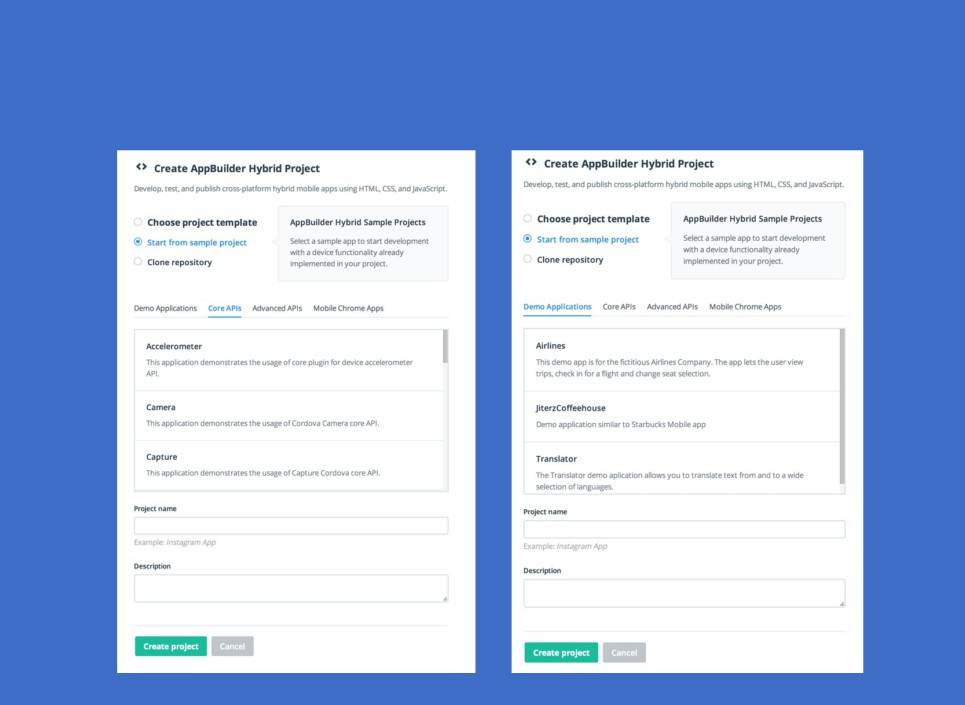 <> Create AppBuilder Hybrid Project
Develop, test, and publish cross-platform hybrid mobile apps using HTML, CSS, and JavaScript.
Choose project template
Start from sample project
Clone repository
AppBuilder Hybrid Sample Projects
Select a sample app to start development
with a device functionality already
implemented in your project.
Demo Applications Core APIs Advanced APIs Mobile Chrome Apps
Accelerometer
This application demonstrates the usage of core plugin for device accelerometer
API.
Camera
This application demonstrates the usage of Cordova Camera core API.
Capture
This application demonstrates the usage of Capture Cordova core API.
Project name
Example: Instagram App
Description
Create project Cancel
<> Create AppBuilder Hybrid Project
Develop, test, and publish cross-platform hybrid mobile apps using HTML, CSS, and JavaScript.
Choose project template
Start from sample project
Clone repository
AppBuilder Hybrid Sample Projects
Select a sample app to start development
with a device functionality already
implemented in your project.
Demo Applications Core APIs Advanced APIs Mobile Chrome Apps
Airlines
This demo app is for the fictitious Airlines Company. The app lets the user view
trips, check in for a flight and change seat selection.
JiterzCoffeehouse
Demo application similar to Starbucks Mobile app
Translator
The Translator demo aplication allows you to translate text from and to a wide
selection of languages.
Project name
Example: Instagram App
Description
Create project Cancel